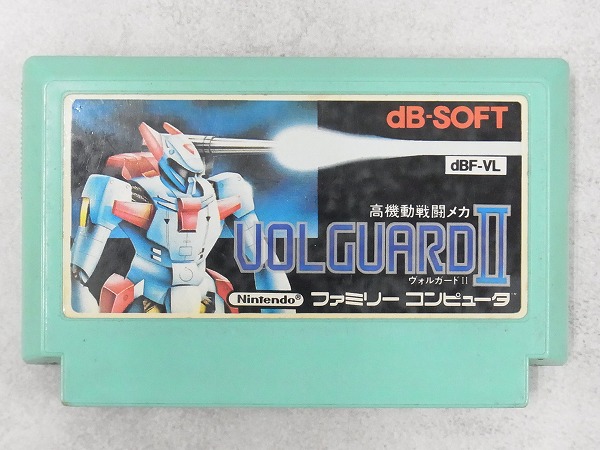 dB-SOFT
dBF-VL
高機動戦闘メカ
VOLGUARD II
ヴォルガードII
Nintendo® ファミリー コンピュータ